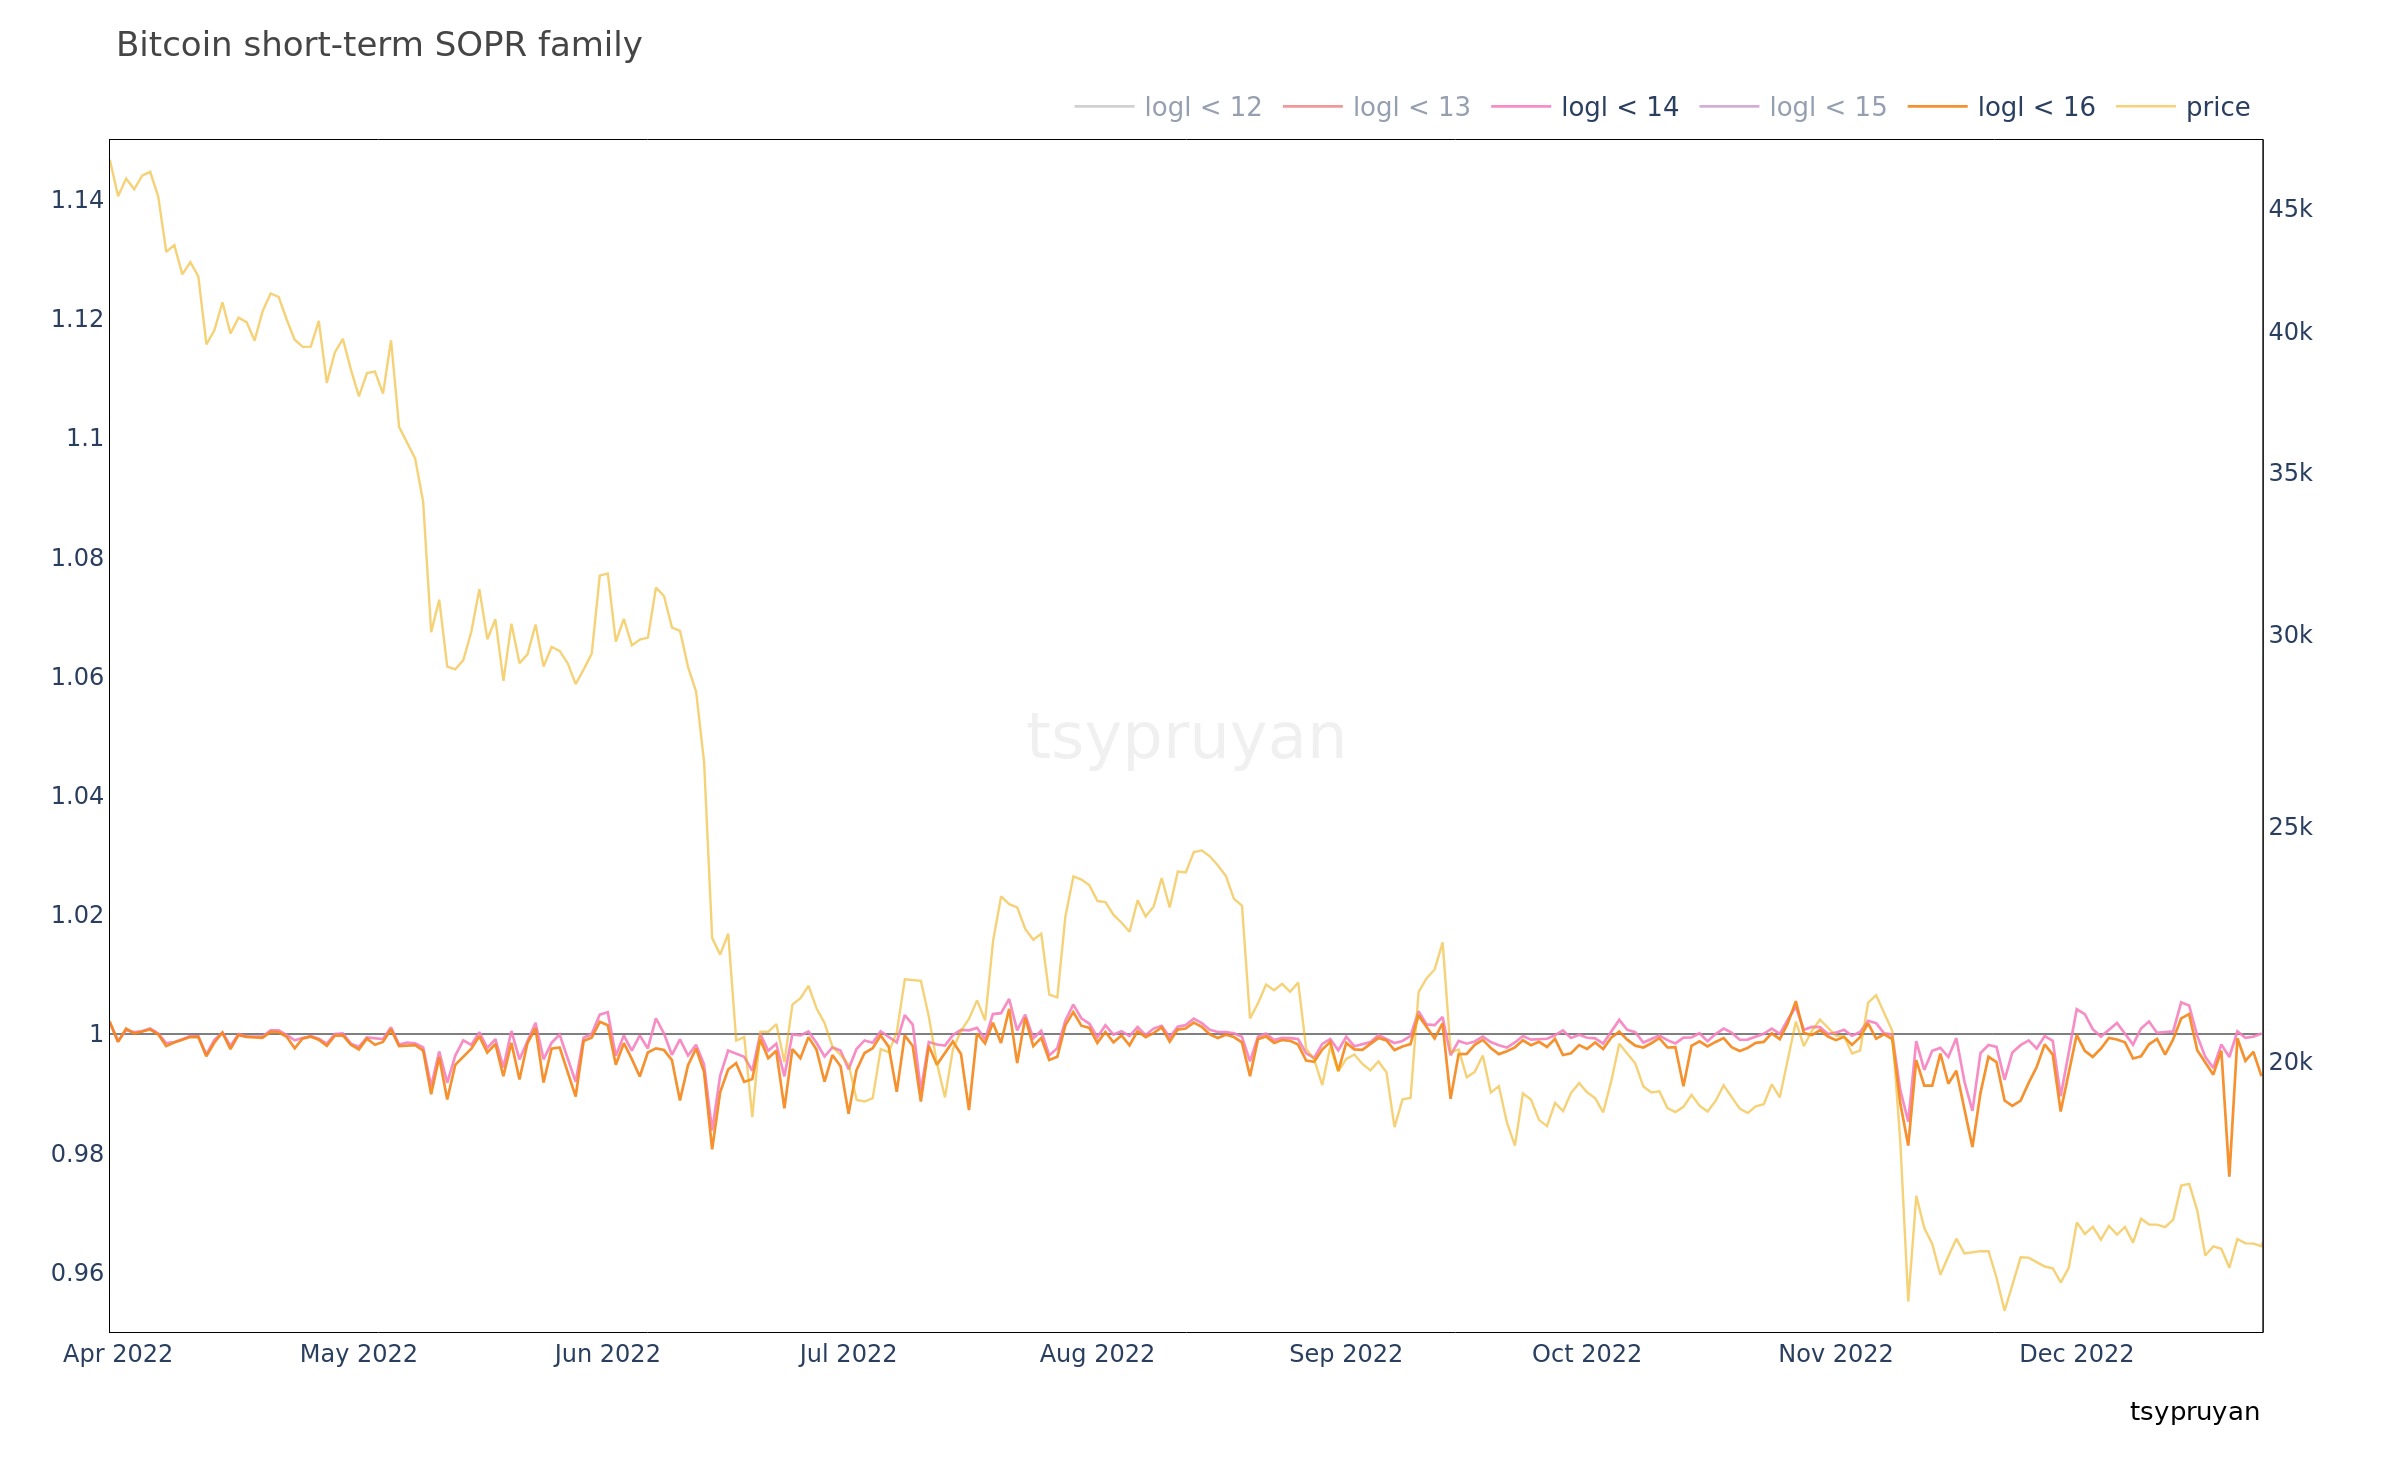 Bitcoin short-term SOPR family
logl < 12 logl < 13 logl < 14 logl < 15 logl < 16 price
1.14
1.12
1.1
1.08
1.06
1.04
1.02
1
0.98
0.96
45k
40k
35k
30k
25k
20k
tsypruyan
Apr 2022 May 2022 Jun 2022 Jul 2022 Aug 2022 Sep 2022 Oct 2022 Nov 2022 Dec 2022
tsypruyan